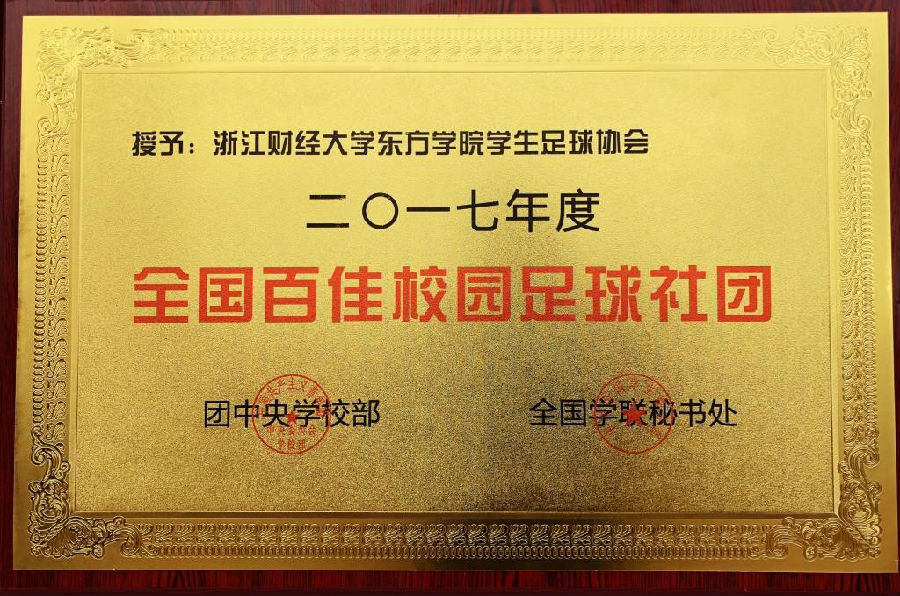 授予：浙江财经大学东方学院学生足球协会
二〇一七年度
全国百佳校园足球社团
团中央学校部 全国学联秘书处